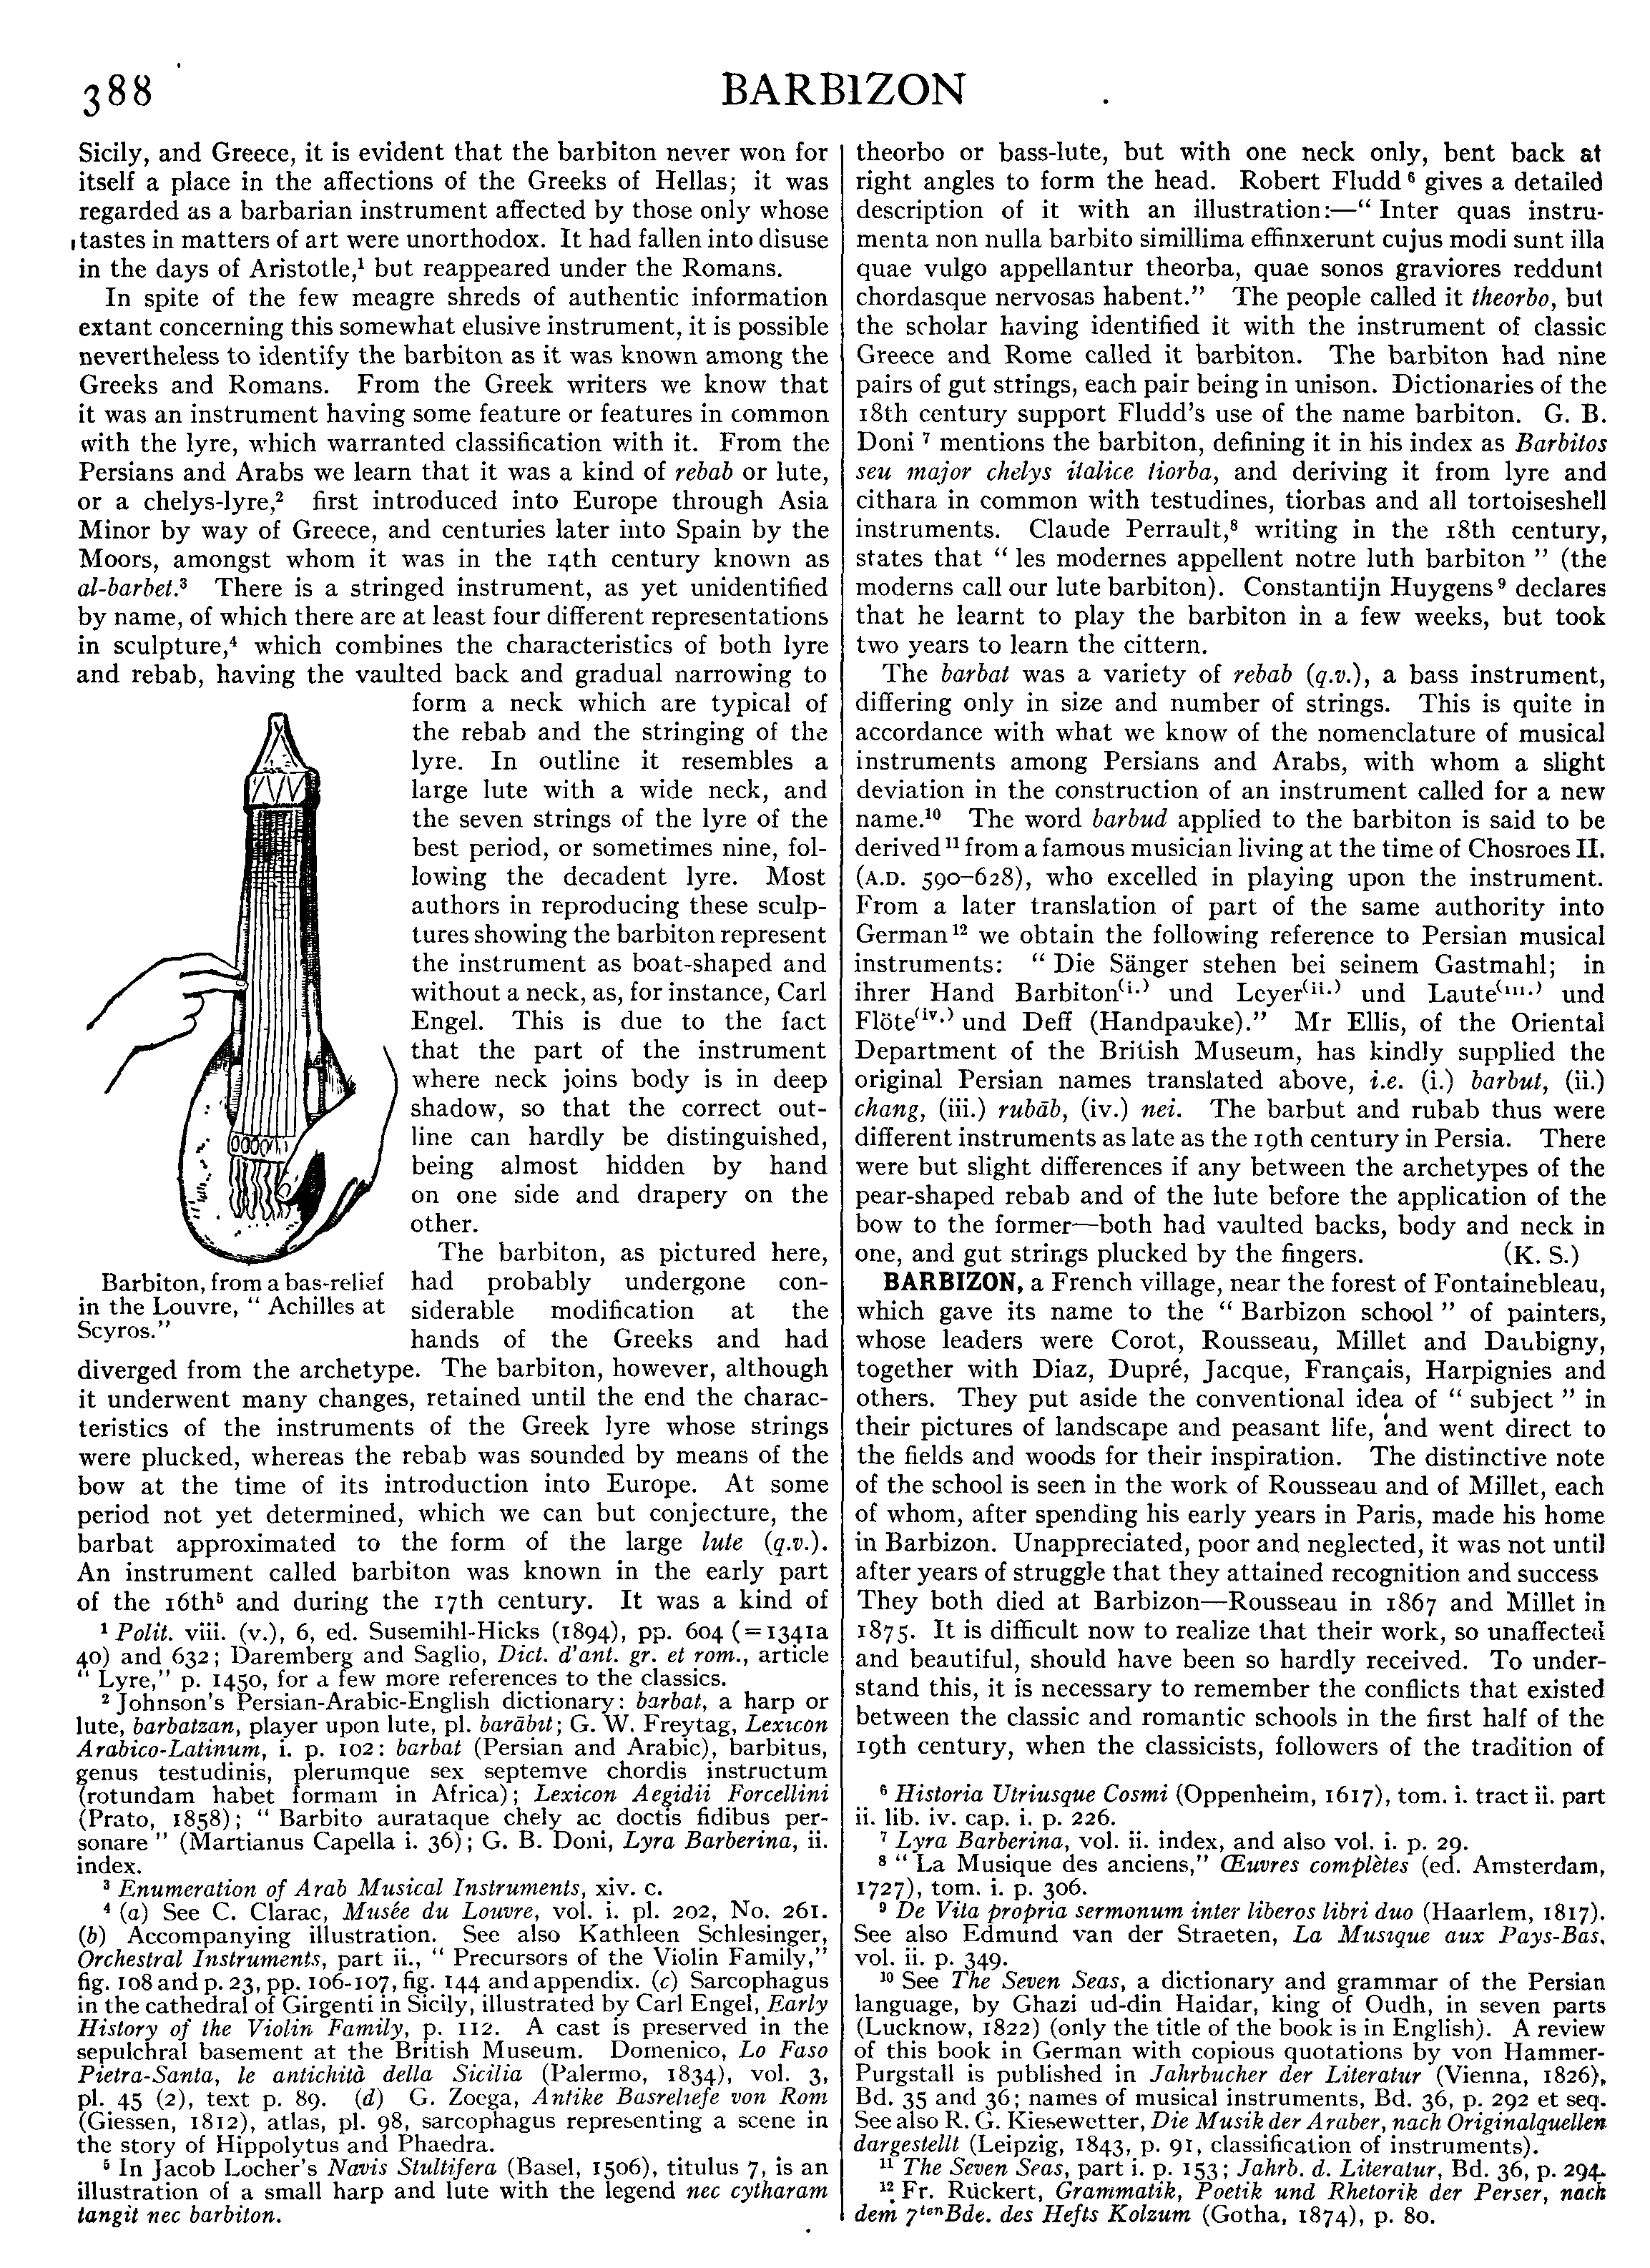 388
BARBIZON
Sicily, and Greece, it is evident that the barbiton never won for
itself a place in the affections of the Greeks of Hellas; it was
regarded as a barbarian instrument affected by those only whose
tastes in matters of art were unorthodox. It had fallen into disuse
in the days of Aristotle,¹ but reappeared under the Romans.
In spite of the few meagre shreds of authentic information
extant concerning this somewhat elusive instrument, it is possible
nevertheless to identify the barbiton as it was known among the
Greeks and Romans. From the Greek writers we know that
it was an instrument having some feature or features in common
with the lyre, which warranted classification with it. From the
Persians and Arabs we learn that it was a kind of rebab or lute,
or a chelys-lyre,² first introduced into Europe through Asia
Minor by way of Greece, and centuries later into Spain by the
Moors, amongst whom it was in the 14th century known as
al-barbet.³ There is a stringed instrument, as yet unidentified
by name, of which there are at least four different representations
in sculpture,⁴ which combines the characteristics of both lyre
and rebab, having the vaulted back and gradual narrowing to
form a neck which are typical of
the rebab and the stringing of the
lyre. In outline it resembles a
large lute with a wide neck, and
the seven strings of the lyre of the
best period, or sometimes nine, fol-
lowing the decadent lyre. Most
authors in reproducing these sculp-
tures showing the barbiton represent
the instrument as boat-shaped and
without a neck, as, for instance, Carl
Engel. This is due to the fact
that the part of the instrument
where neck joins body is in deep
shadow, so that the correct out-
line can hardly be distinguished,
being almost hidden by hand
on one side and drapery on the
other.
The barbiton, as pictured here,
had probably undergone con-
siderable modification at the
hands of the Greeks and had
Barbiton, from a bas-relief
in the Louvre, “ Achilles at
Scyros.”
diverged from the archetype. The barbiton, however, although
it underwent many changes, retained until the end the charac-
teristics of the instruments of the Greek lyre whose strings
were plucked, whereas the rebab was sounded by means of the
bow at the time of its introduction into Europe. At some
period not yet determined, which we can but conjecture, the
barbat approximated to the form of the large lute (q.v.).
An instrument called barbiton was known in the early part
of the 16th⁵ and during the 17th century. It was a kind of
¹ Polit. viii. (v.), 6, ed. Susemihl-Hicks (1894), pp. 604 (=1341a
40) and 632; Daremberg and Saglio, Dict. d’ant. gr. et rom., article
“ Lyre,” p. 1450, for a few more references to the classics.
² Johnson’s Persian-Arabic-English dictionary: barbat, a harp or
lute, barbatzan, player upon lute, pl. barābit; G. W. Freytag, Lexicon
Arabico-Latinum, i. p. 102: barbat (Persian and Arabic), barbitus,
genus testudinis, plerumque sex septemve chordis instructum
(rotundam habet formam in Africa); Lexicon Aegidii Forcellini
(Prato, 1858); “ Barbito aurataque chely ac doctis fidibus per-
sonare ” (Martianus Capella i. 36); G. B. Doni, Lyra Barberina, ii.
index.
³ Enumeration of Arab Musical Instruments, xiv. c.
⁴ (a) See C. Clarac, Musée du Louvre, vol. i. pl. 202, No. 261.
(b) Accompanying illustration. See also Kathleen Schlesinger,
Orchestral Instruments, part ii., “ Precursors of the Violin Family,”
fig. 108 and p. 23, pp. 106-107, fig. 144 and appendix. (c) Sarcophagus
in the cathedral of Girgenti in Sicily, illustrated by Carl Engel, Early
History of the Violin Family, p. 112. A cast is preserved in the
sepulchral basement at the British Museum. Domenico, Lo Faso
Pietra-Santa, le antichità della Sicilia (Palermo, 1834), vol. 3,
pl. 45 (2), text p. 89. (d) G. Zoega, Antike Basreliefe von Rom
(Giessen, 1812), atlas, pl. 98, sarcophagus representing a scene in
the story of Hippolytus and Phaedra.
⁵ In Jacob Locher’s Navis Stultifera (Basel, 1506), titulus 7, is an
illustration of a small harp and lute with the legend nec cytharam
tangit nec barbiton.
theorbo or bass-lute, but with one neck only, bent back at
right angles to form the head. Robert Fludd⁶ gives a detailed
description of it with an illustration:—“ Inter quas instru-
menta non nulla barbito simillima effinxerunt cujus modi sunt illa
quae vulgo appellantur theorba, quae sonos graviores reddunt
chordasque nervosas habent.” The people called it theorbo, but
the scholar having identified it with the instrument of classic
Greece and Rome called it barbiton. The barbiton had nine
pairs of gut strings, each pair being in unison. Dictionaries of the
18th century support Fludd’s use of the name barbiton. G. B.
Doni⁷ mentions the barbiton, defining it in his index as Barbitos
seu major chelys italice tiorba, and deriving it from lyre and
cithara in common with testudines, tiorbas and all tortoiseshell
instruments. Claude Perrault,⁸ writing in the 18th century,
states that “ les modernes appellent notre luth barbiton ” (the
moderns call our lute barbiton). Constantijn Huygens⁹ declares
that he learnt to play the barbiton in a few weeks, but took
two years to learn the cittern.
The barbat was a variety of rebab (q.v.), a bass instrument,
differing only in size and number of strings. This is quite in
accordance with what we know of the nomenclature of musical
instruments among Persians and Arabs, with whom a slight
deviation in the construction of an instrument called for a new
name.¹⁰ The word barbud applied to the barbiton is said to be
derived¹¹ from a famous musician living at the time of Chosroes II.
(A.D. 590–628), who excelled in playing upon the instrument.
From a later translation of part of the same authority into
German¹² we obtain the following reference to Persian musical
instruments: “ Die Sänger stehen bei seinem Gastmahl; in
ihrer Hand Barbiton(i.) und Leyer(ii.) und Laute(iii.) und
Flöte(iv.) und Deff (Handpauke).” Mr Ellis, of the Oriental
Department of the British Museum, has kindly supplied the
original Persian names translated above, i.e. (i.) barbut, (ii.)
chang, (iii.) rubāb, (iv.) nei. The barbut and rubab thus were
different instruments as late as the 19th century in Persia. There
were but slight differences if any between the archetypes of the
pear-shaped rebab and of the lute before the application of the
bow to the former—both had vaulted backs, body and neck in
one, and gut strings plucked by the fingers. (K. S.)
BARBIZON, a French village, near the forest of Fontainebleau,
which gave its name to the “ Barbizon school ” of painters,
whose leaders were Corot, Rousseau, Millet and Daubigny,
together with Diaz, Dupré, Jacque, Français, Harpignies and
others. They put aside the conventional idea of “ subject ” in
their pictures of landscape and peasant life, and went direct to
the fields and woods for their inspiration. The distinctive note
of the school is seen in the work of Rousseau and of Millet, each
of whom, after spending his early years in Paris, made his home
in Barbizon. Unappreciated, poor and neglected, it was not until
after years of struggle that they attained recognition and success
They both died at Barbizon—Rousseau in 1867 and Millet in
1875. It is difficult now to realize that their work, so unaffected
and beautiful, should have been so hardly received. To under-
stand this, it is necessary to remember the conflicts that existed
between the classic and romantic schools in the first half of the
19th century, when the classicists, followers of the tradition of
⁶ Historia Utriusque Cosmi (Oppenheim, 1617), tom. i. tract ii. part
ii. lib. iv. cap. i. p. 226.
⁷ Lyra Barberina, vol. ii. index, and also vol. i. p. 29.
⁸ “ La Musique des anciens,” Œuvres complètes (ed. Amsterdam,
1727), tom. i. p. 306.
⁹ De Vita propria sermonum inter liberos libri duo (Haarlem, 1817).
See also Edmund van der Straeten, La Musique aux Pays-Bas,
vol. ii. p. 349.
¹⁰ See The Seven Seas, a dictionary and grammar of the Persian
language, by Ghazi ud-din Haidar, king of Oudh, in seven parts
(Lucknow, 1822) (only the title of the book is in English). A review
of this book in German with copious quotations by von Hammer-
Purgstall is published in Jahrbucher der Literatur (Vienna, 1826),
Bd. 35 and 36; names of musical instruments, Bd. 36, p. 292 et seq.
See also R. G. Kiesewetter, Die Musik der Araber, nach Originalquellen
dargestellt (Leipzig, 1843, p. 91, classification of instruments).
¹¹ The Seven Seas, part i. p. 153; Jahrb. d. Literatur, Bd. 36, p. 294.
¹² Fr. Rückert, Grammatik, Poetik und Rhetorik der Perser, nach
dem 7ten Bde. des Hefts Kolzum (Gotha, 1874), p. 80.